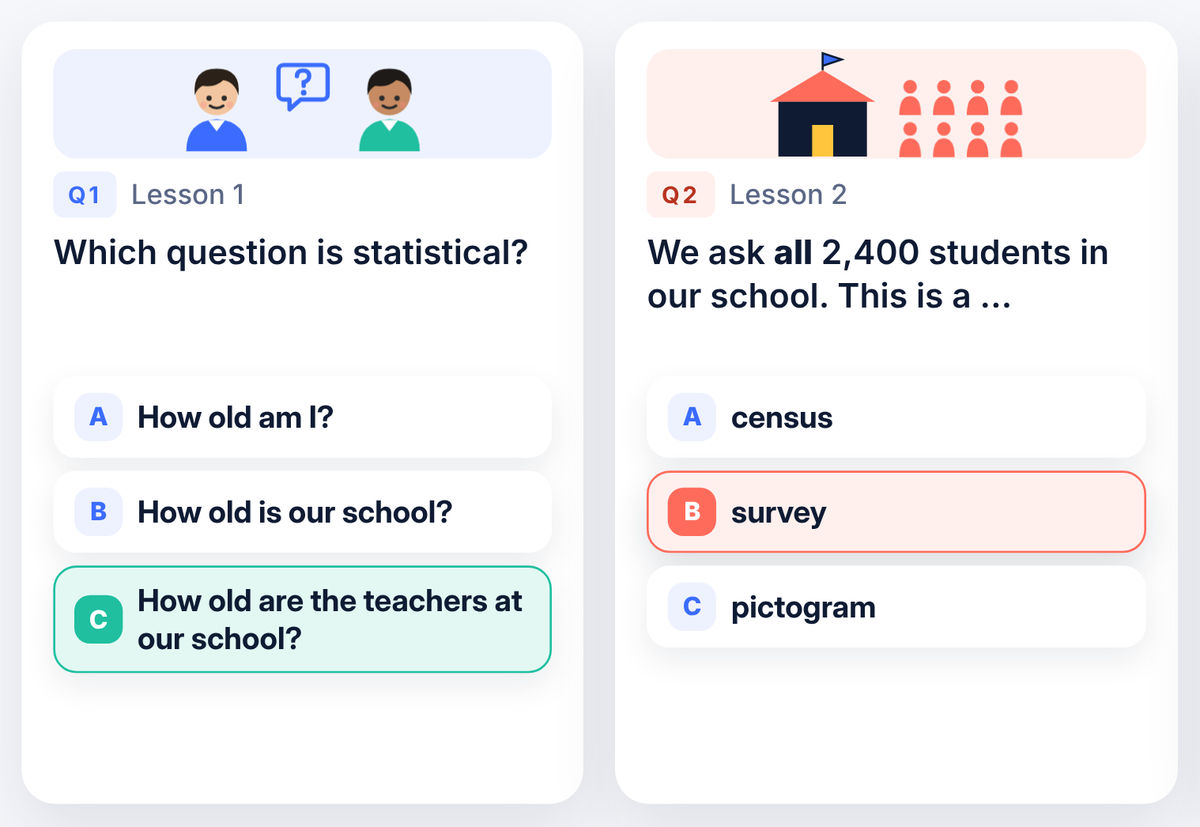 ?
Q1 Lesson 1
Which question is statistical?
A How old am I?
B How old is our school?
C How old are the teachers at
our school?
Q2 Lesson 2
We ask all 2,400 students in
our school. This is a ...
A census
B survey
C pictogram